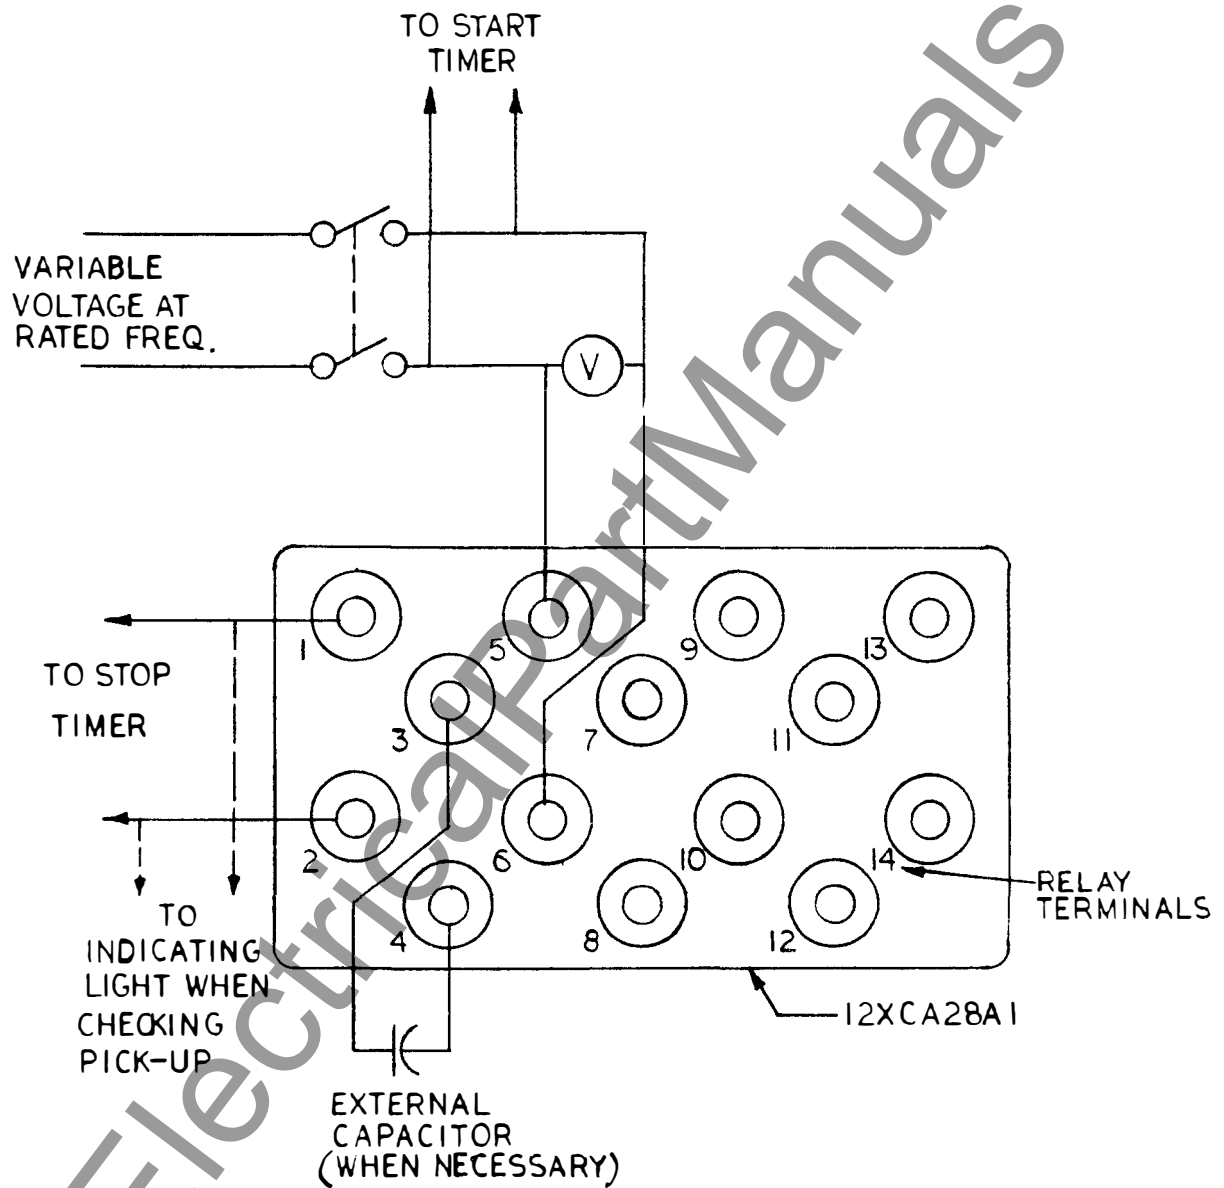 TO START
TIMER
VARIABLE
VOLTAGE AT
RATED FREQ.
V
1
5
9
13
TO STOP
TIMER
3
7
11
2
6
10
14
RELAY
TERMINALS
4
8
12
TO
INDICATING
LIGHT WHEN
CHECKING
PICK-UP
12XCA28A1
EXTERNAL
CAPACITOR
(WHEN NECESSARY)
ElectricalPartManuals